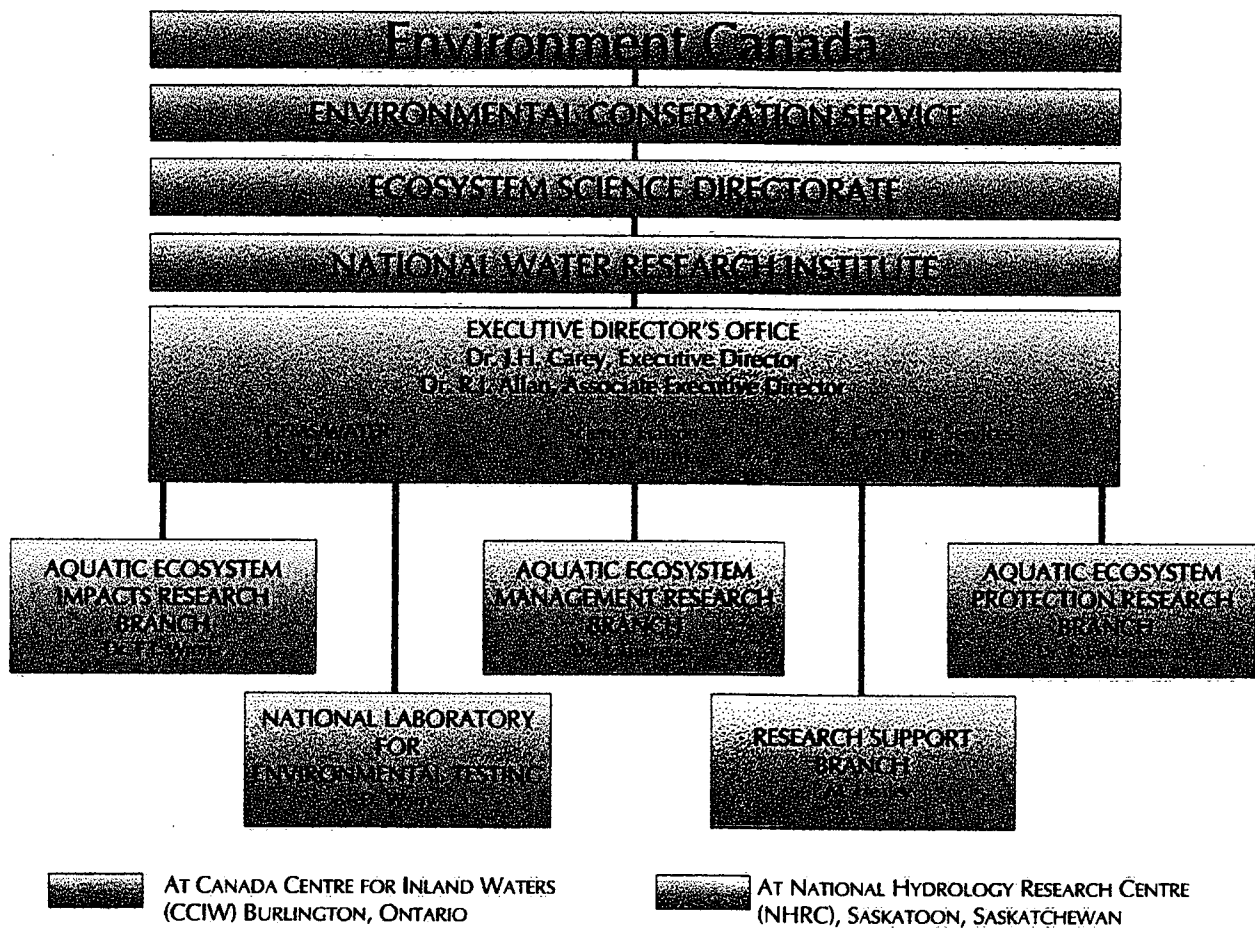 Environment Canada
ENVIRONMENTAL CONSERVATION SERVICE
ECOSYSTEM SCIENCE DIRECTORATE
NATIONAL WATER RESEARCH INSTITUTE
EXECUTIVE DIRECTOR'S OFFICE
Dr. J.H. Carey, Executive Director
Dr. R.J. Allan, Associate Executive Director
AQUATIC ECOSYSTEM
IMPACTS RESEARCH
BRANCH
AQUATIC ECOSYSTEM
MANAGEMENT RESEARCH
BRANCH
AQUATIC ECOSYSTEM
PROTECTION RESEARCH
BRANCH
NATIONAL LABORATORY
FOR
ENVIRONMENTAL TESTING
RESEARCH SUPPORT
BRANCH
AT CANADA CENTRE FOR INLAND WATERS
(CCIW) BURLINGTON, ONTARIO
AT NATIONAL HYDROLOGY RESEARCH CENTRE
(NHRC), SASKATOON, SASKATCHEWAN